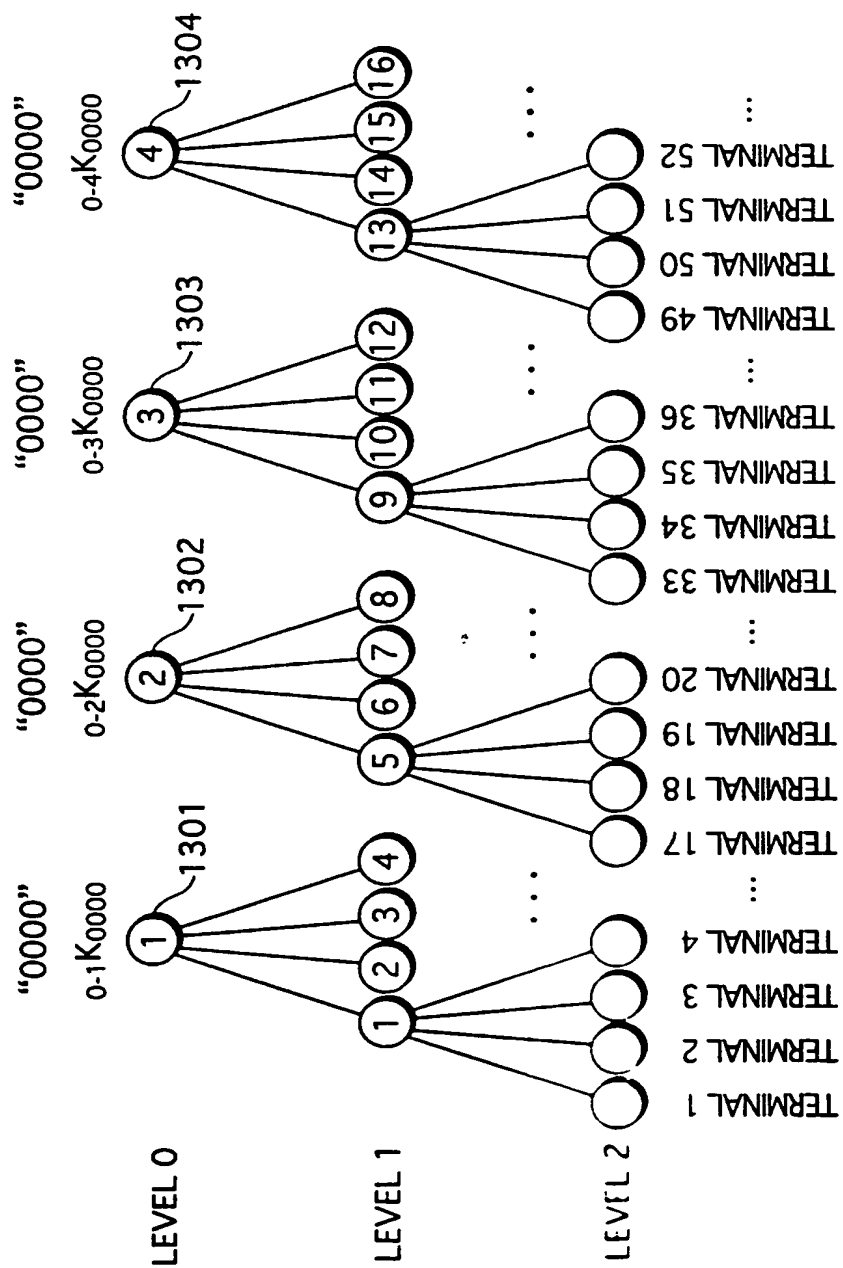 "0000" "0000" "0000" "0000"
0-1K0000 0-2K0000 0-3K0000 0-4K0000
1301 1302 1303 1304
LEVEL 0 1 2 3 4
LEVEL 1 1 2 3 4 5 6 7 8 9 10 11 12 13 14 15 16
... ... ... ...
LEVEL 2
TERMINAL 1
TERMINAL 2
TERMINAL 3
TERMINAL 4
...
TERMINAL 17
TERMINAL 18
TERMINAL 19
TERMINAL 20
...
TERMINAL 33
TERMINAL 34
TERMINAL 35
TERMINAL 36
...
TERMINAL 49
TERMINAL 50
TERMINAL 51
TERMINAL 52
...